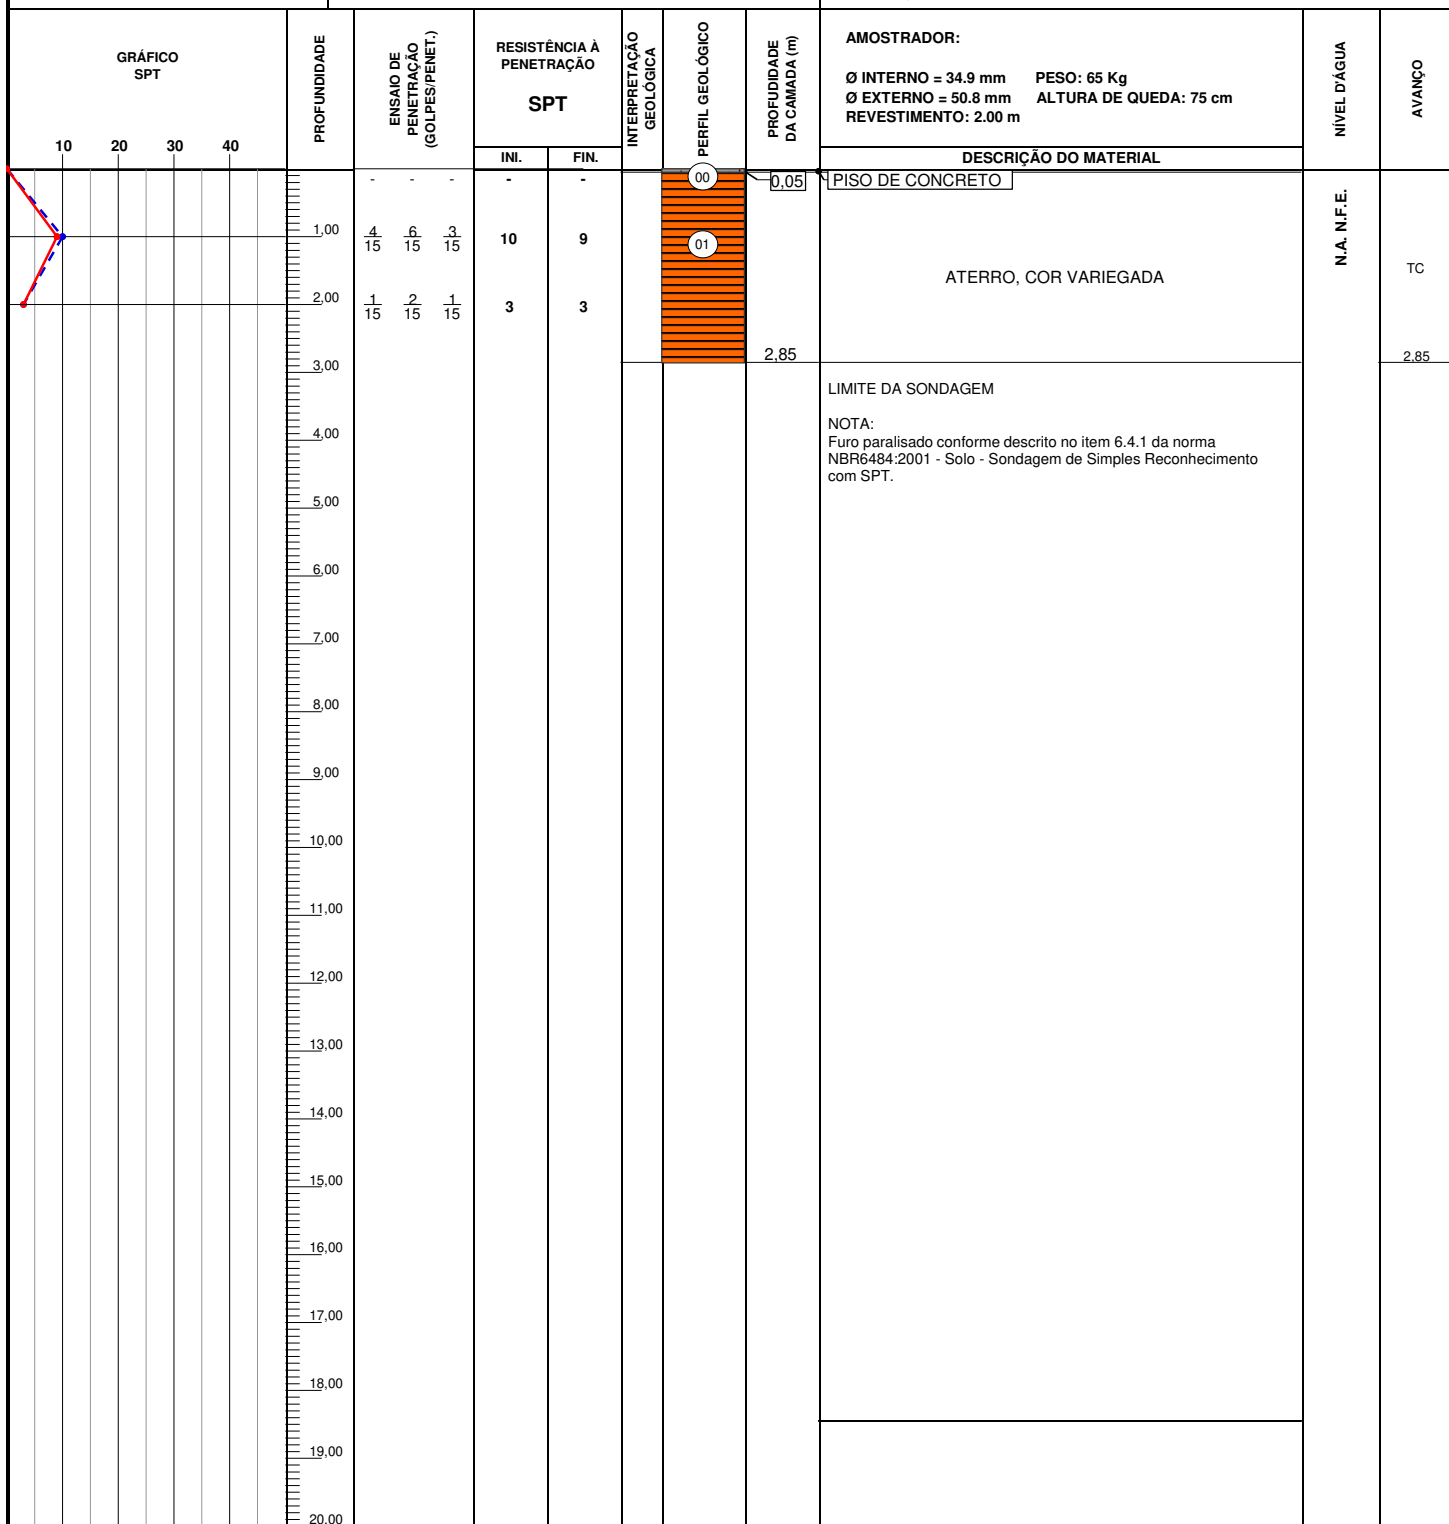 GRÁFICO
SPT
10 20 30 40
PROFUNDIDADE
ENSAIO DE
PENETRAÇÃO
(GOLPES/PENET.)
RESISTÊNCIA À
PENETRAÇÃO
SPT
INI. FIN.
INTERPRETAÇÃO
GEOLÓGICA
PERFIL GEOLÓGICO
PROFUDIDADE
DA CAMADA (m)
AMOSTRADOR:
Ø INTERNO = 34.9 mm PESO: 65 Kg
Ø EXTERNO = 50.8 mm ALTURA DE QUEDA: 75 cm
REVESTIMENTO: 2.00 m
DESCRIÇÃO DO MATERIAL
NÍVEL D'ÁGUA
AVANÇO
- - - - - 00 0,05 PISO DE CONCRETO
N.A. N.F.E.
1,00 4/15 6/15 3/15 10 9 01
ATERRO, COR VARIEGADA
TC
2,00 1/15 2/15 1/15 3 3
2,85 2,85
3,00
LIMITE DA SONDAGEM
NOTA:
Furo paralisado conforme descrito no item 6.4.1 da norma
NBR6484:2001 - Solo - Sondagem de Simples Reconhecimento
com SPT.
4,00
5,00
6,00
7,00
8,00
9,00
10,00
11,00
12,00
13,00
14,00
15,00
16,00
17,00
18,00
19,00
20,00